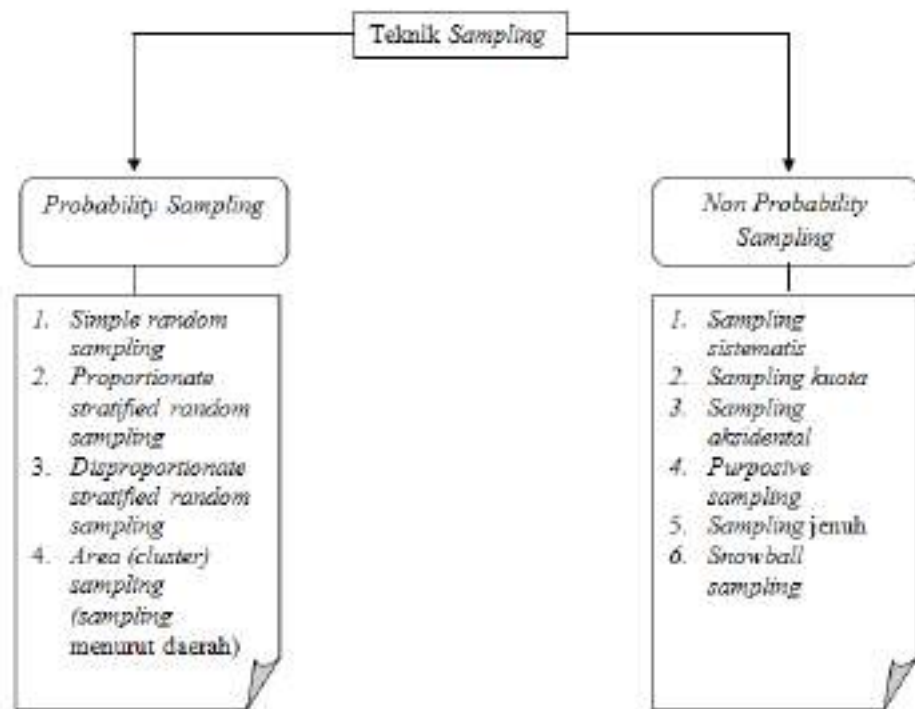 Teknik Sampling
Probability Sampling
1. Simple random
sampling
2. Proportionate
stratified random
sampling
3. Disproportionate
stratified random
sampling
4. Area (cluster)
sampling
(sampling
menurut daerah)
Non Probability
Sampling
1. Sampling
sistematis
2. Sampling kuota
3. Sampling
aksidental
4. Purposive
sampling
5. Sampling jenuh
6. Snowball
sampling